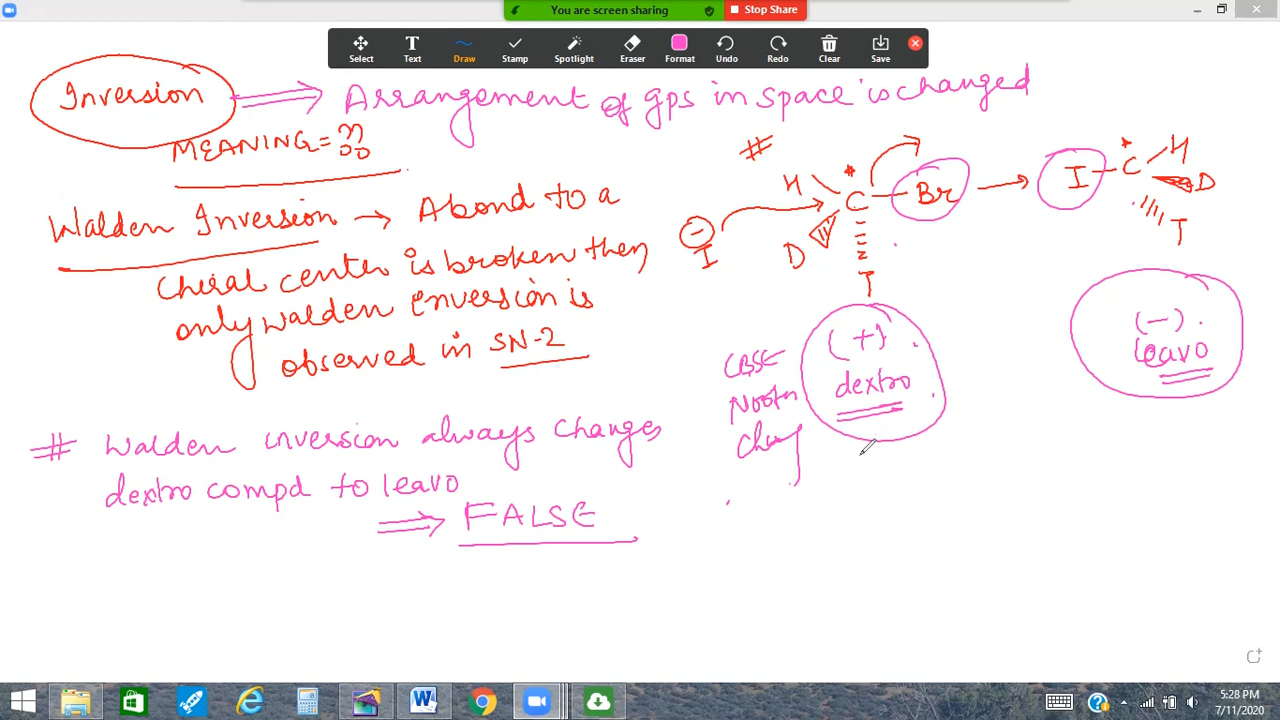 You are screen sharing
Stop Share
Select Text Draw Stamp Spotlight Eraser Format Undo Redo Clear Save
Inversion ⇒ Arrangement of gps in space is changed
MEANING = ??
Walden Inversion → A bond to a
Chiral center is broken then
only walden inversion is
observed in SN-2
# Walden inversion always changes
dextro compd to leavo
⇒ FALSE
#
H * C Br → I C * H
I ⊖ D T D T
(+)
dextro
(-)
leavo
CBSE
5:28 PM
7/11/2020